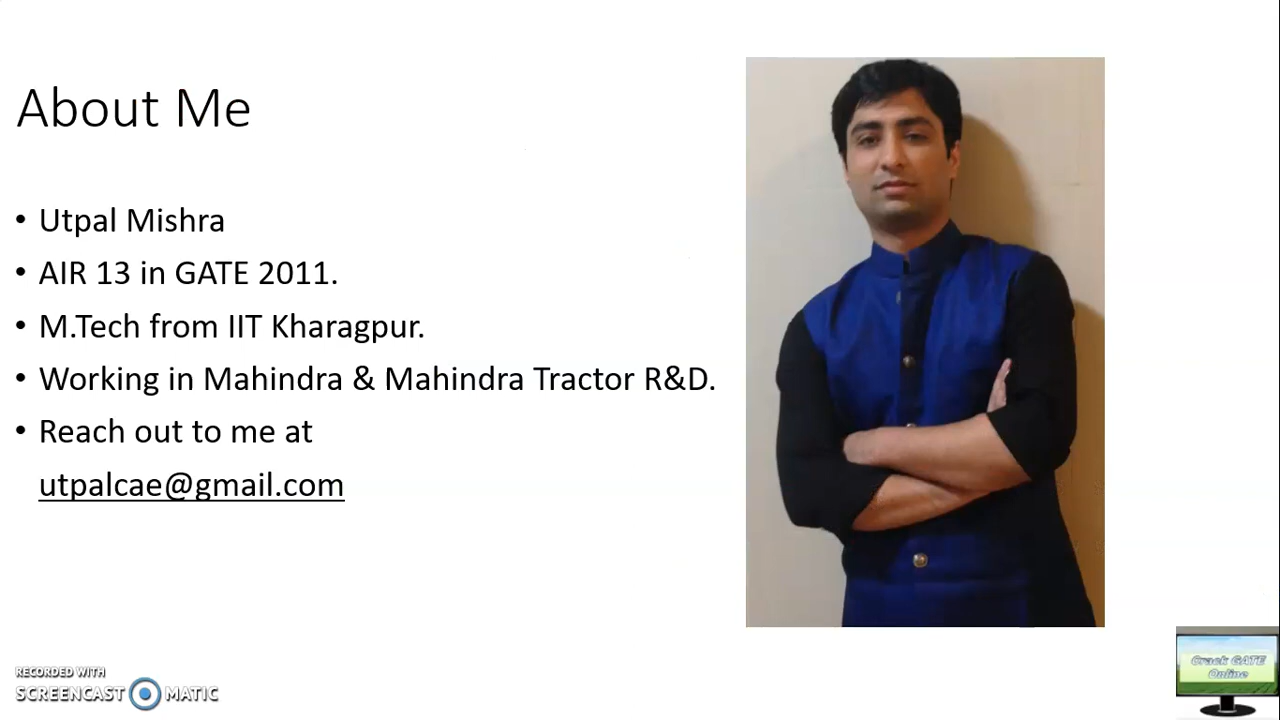 About Me
• Utpal Mishra
• AIR 13 in GATE 2011.
• M.Tech from IIT Kharagpur.
• Working in Mahindra & Mahindra Tractor R&D.
• Reach out to me at
utpalcae@gmail.com
RECORDED WITH
SCREENCAST MATIC
Crack GATE
Online